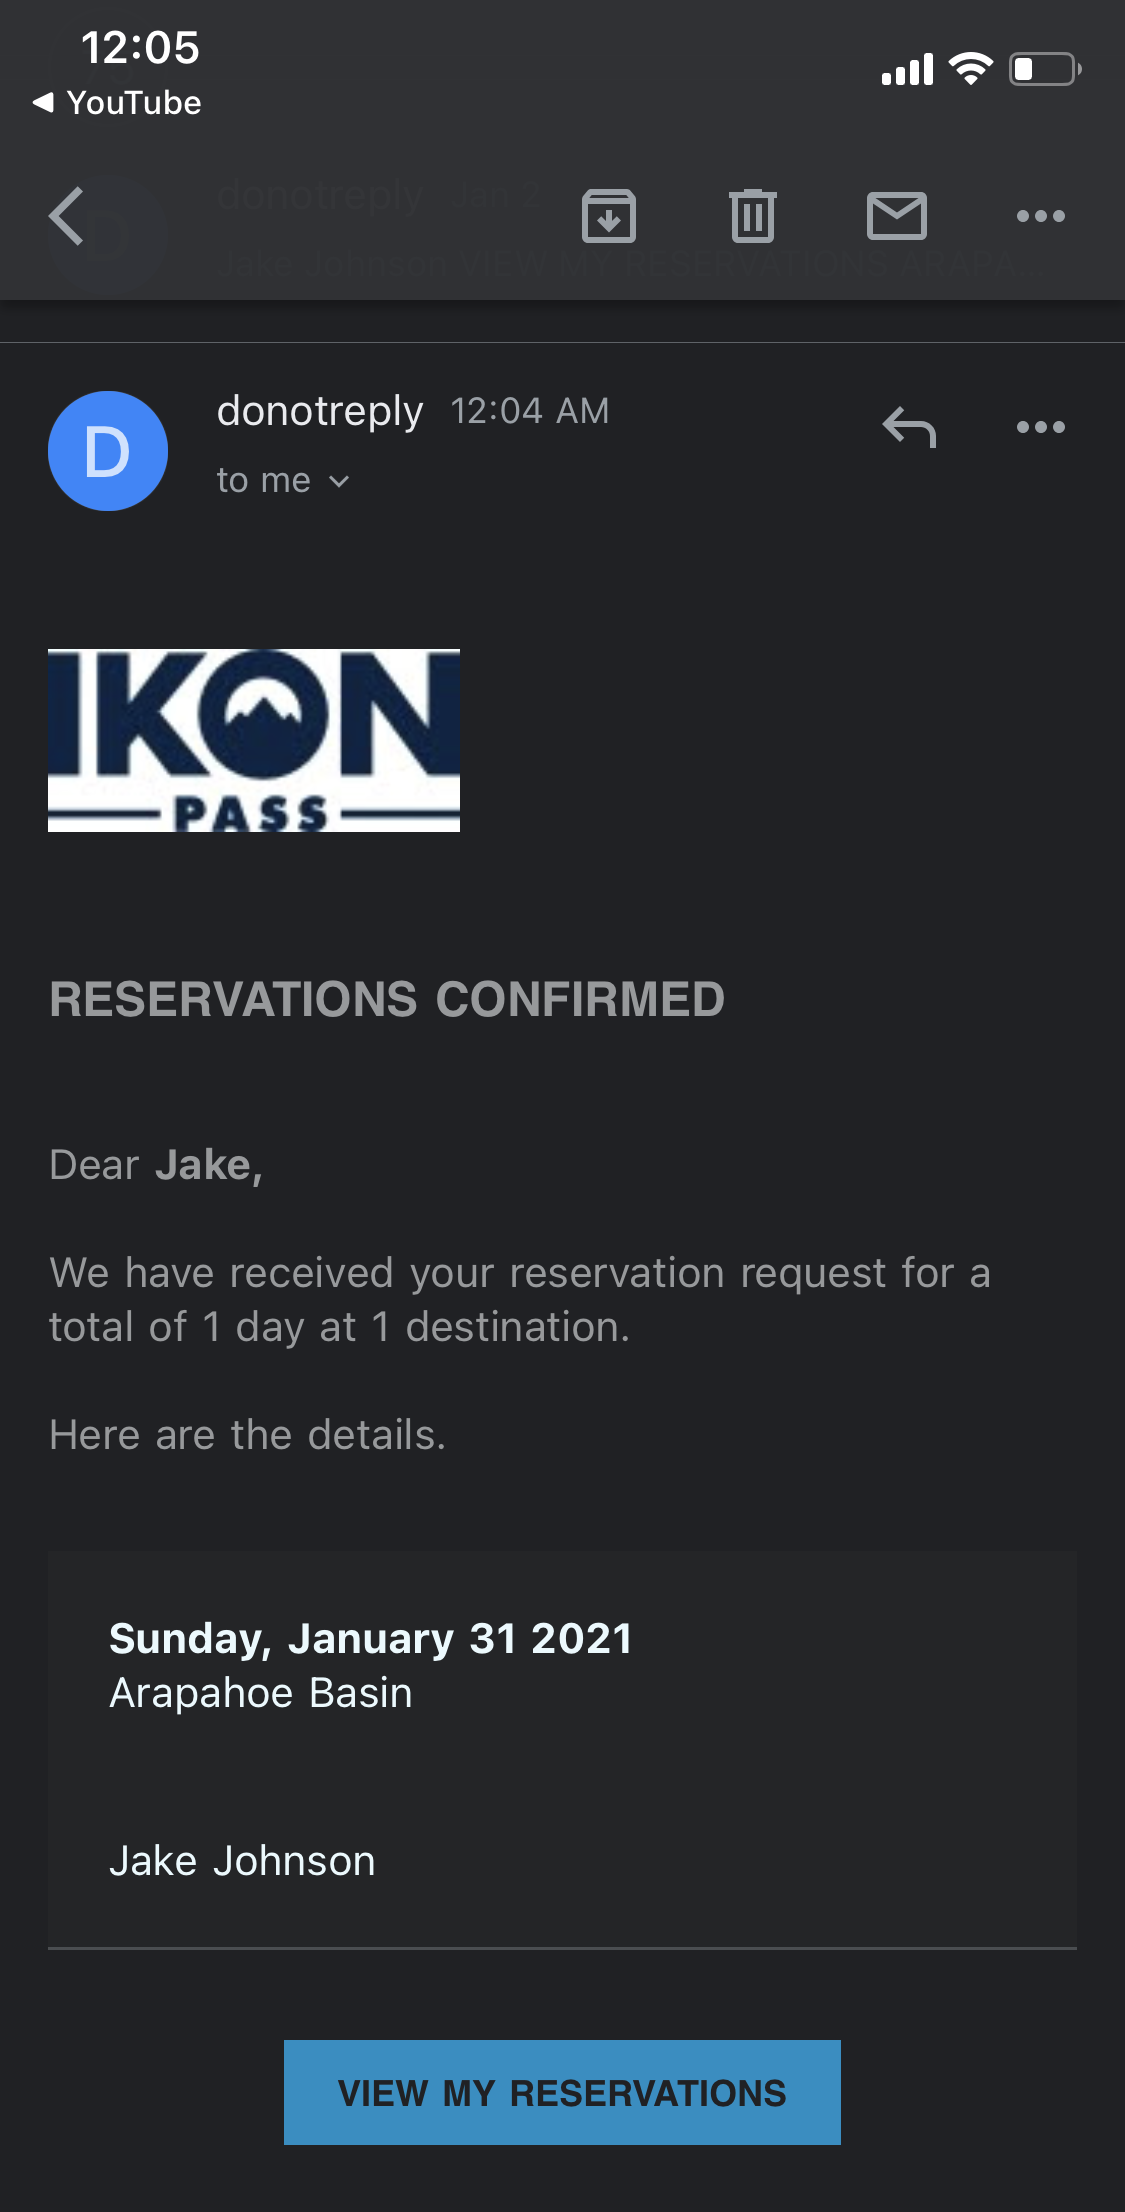 12:05
YouTube
donotreply Jan 2
Jake Johnson VIEW MY RESERVATIONS ARAPA...
D
donotreply 12:04 AM
to me
IKON
PASS
RESERVATIONS CONFIRMED
Dear Jake,
We have received your reservation request for a
total of 1 day at 1 destination.
Here are the details.
Sunday, January 31 2021
Arapahoe Basin
Jake Johnson
VIEW MY RESERVATIONS